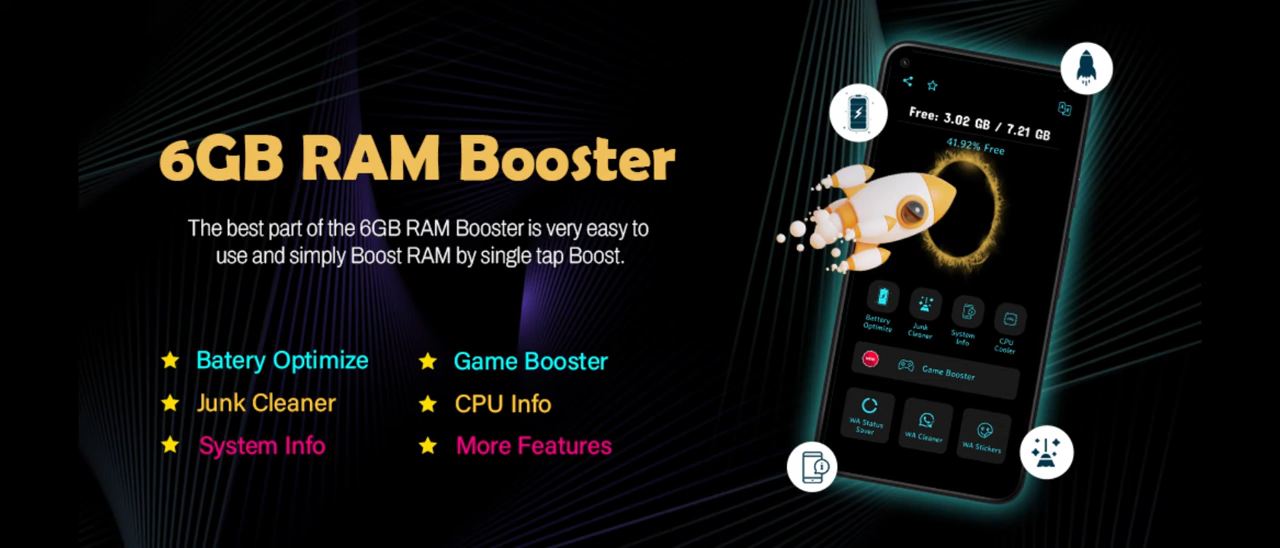 6GB RAM Booster
The best part of the 6GB RAM Booster is very easy to
use and simply Boost RAM by single tap Boost.
Batery Optimize
Game Booster
Junk Cleaner
CPU Info
System Info
More Features
Free: 3.02 GB / 7.21 GB
41.92% Free
Battery
Optimize
Junk
Cleaner
System
Info
CPU
Cooler
Game Booster
WA Status
Saver
WA Cleaner
WA Stickers